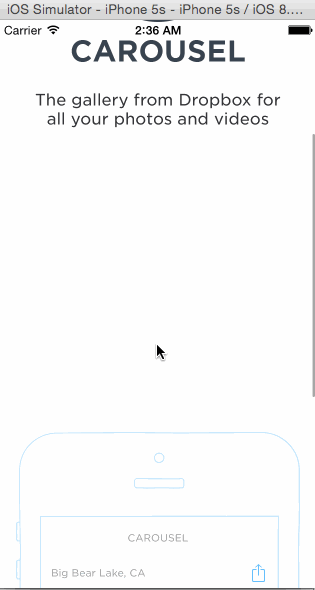 iOS Simulator - iPhone 5s - iPhone 5s / iOS 8....
Carrier 2:36 AM
CAROUSEL
The gallery from Dropbox for
all your photos and videos
CAROUSEL
Big Bear Lake, CA